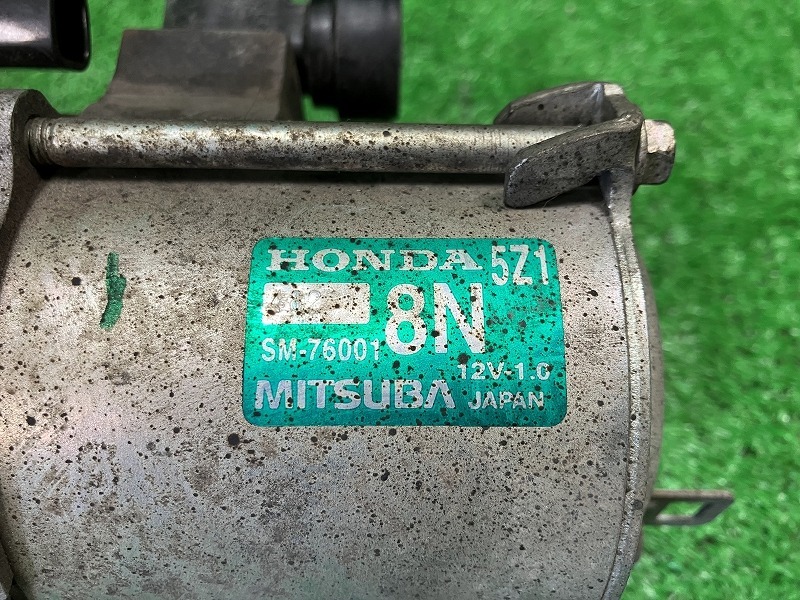 HONDA 5Z1
8N
SM-76001
12V-1.0
MITSUBA JAPAN